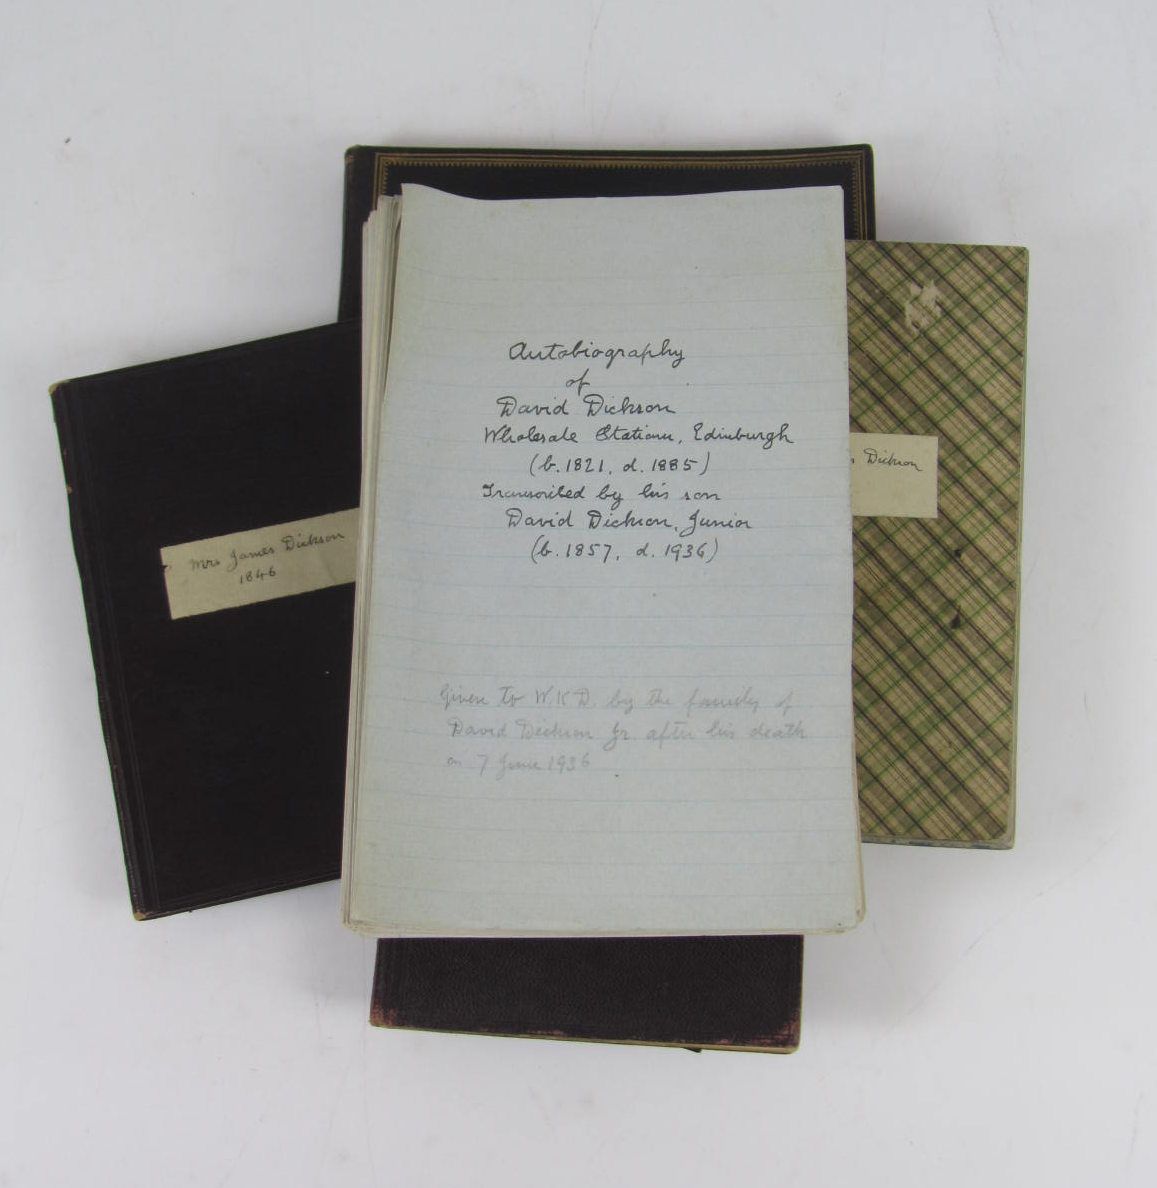 Autobiography
of
David Dickson
Wholesale Stationer, Edinburgh
(b. 1821, d. 1885)
Transcribed by his son
David Dickson, Junior
(b. 1857, d. 1936)
Given to W.K.D. by the family of
David Dickson Jr. after his death
on 7 June 1936
Mrs James Dickson
1846
Dickson